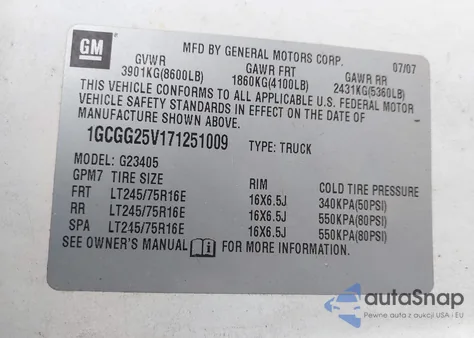 GM
MFD BY GENERAL MOTORS CORP. 07/07
GVWR GAWR FRT GAWR RR
3901KG(8600LB) 1860KG(4100LB) 2431KG(5360LB)
THIS VEHICLE CONFORMS TO ALL APPLICABLE U.S. FEDERAL MOTOR
VEHICLE SAFETY STANDARDS IN EFFECT ON THE DATE OF
MANUFACTURE SHOWN ABOVE.
1GCGG25V171251009 TYPE: TRUCK
MODEL: G23405
GPM7 TIRE SIZE RIM COLD TIRE PRESSURE
FRT LT245/75R16E 16X6.5J 340KPA(50PSI)
RR LT245/75R16E 16X6.5J 550KPA(80PSI)
SPA LT245/75R16E 16X6.5J 550KPA(80PSI)
SEE OWNER'S MANUAL FOR MORE INFORMATION.
autoSnap
Pewne auta z aukcji USA i EU